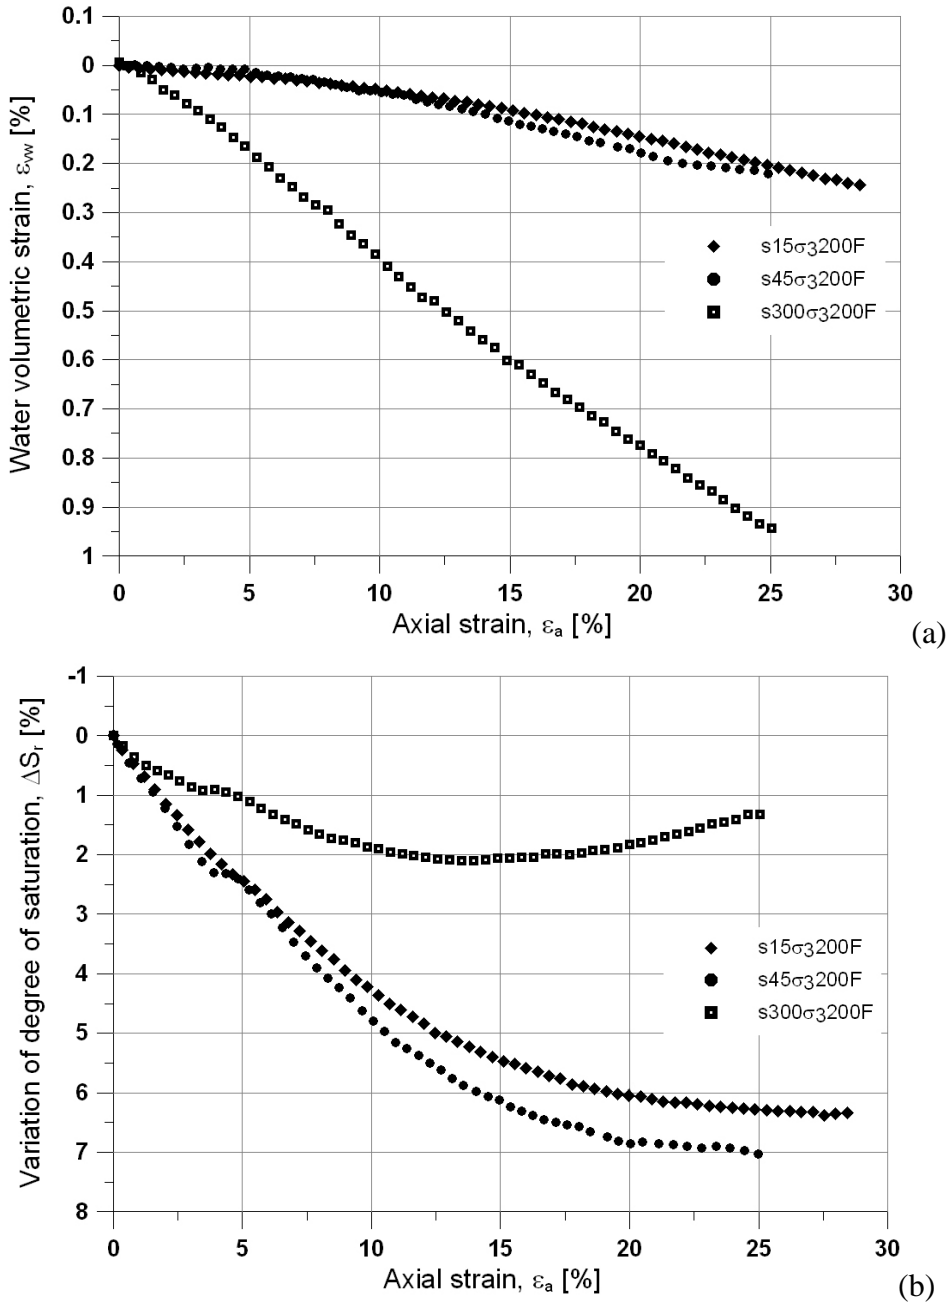 0.1
0
0.1
0.2
0.3
0.4
0.5
0.6
0.7
0.8
0.9
1
Water volumetric strain, εvw [%]
s15σ3200F
s45σ3200F
s300σ3200F
0 5 10 15 20 25 30
Axial strain, εa [%]
(a)
-1
0
1
2
3
4
5
6
7
8
Variation of degree of saturation, ΔSr [%]
s15σ3200F
s45σ3200F
s300σ3200F
0 5 10 15 20 25 30
Axial strain, εa [%]
(b)